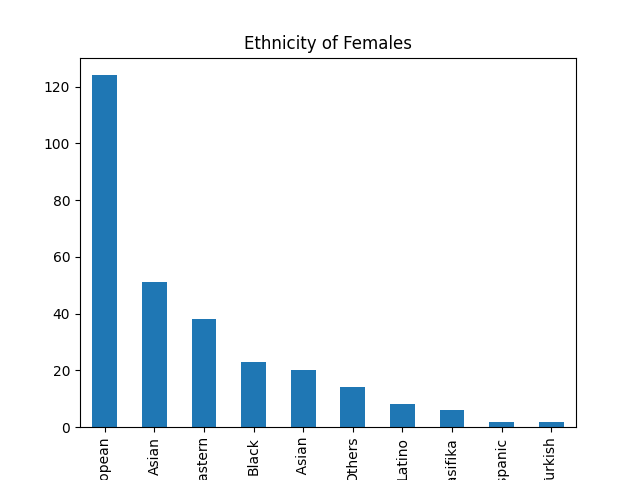 Ethnicity of Females
120
100
80
60
40
20
0
opean
Asian
astern
Black
Asian
Others
Latino
asifika
spanic
urkish